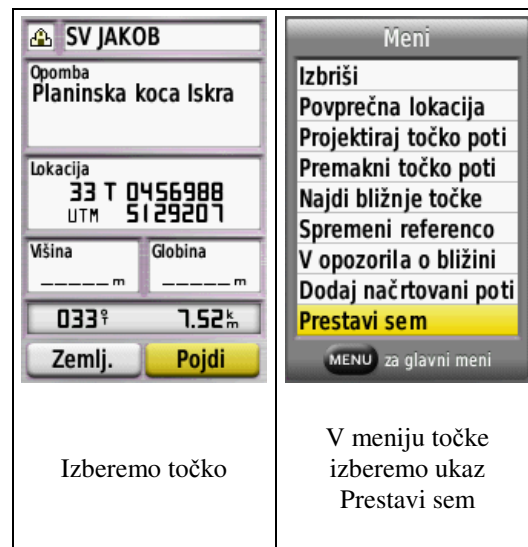 SV JAKOB
Opomba
Planinska koca Iskra
Lokacija
33 T 0456988
UTM 5129207
Višina
_____ m
Globina
_____ m
033°
7.52 km
Zemlj.
Pojdi
Izberemo točko
Meni
Izbriši
Povprečna lokacija
Projektiraj točko poti
Premakni točko poti
Najdi bližnje točke
Spremeni referenco
V opozorila o bližini
Dodaj načrtovani poti
Prestavi sem
MENU za glavni meni
V meniju točke
izberemo ukaz
Prestavi sem